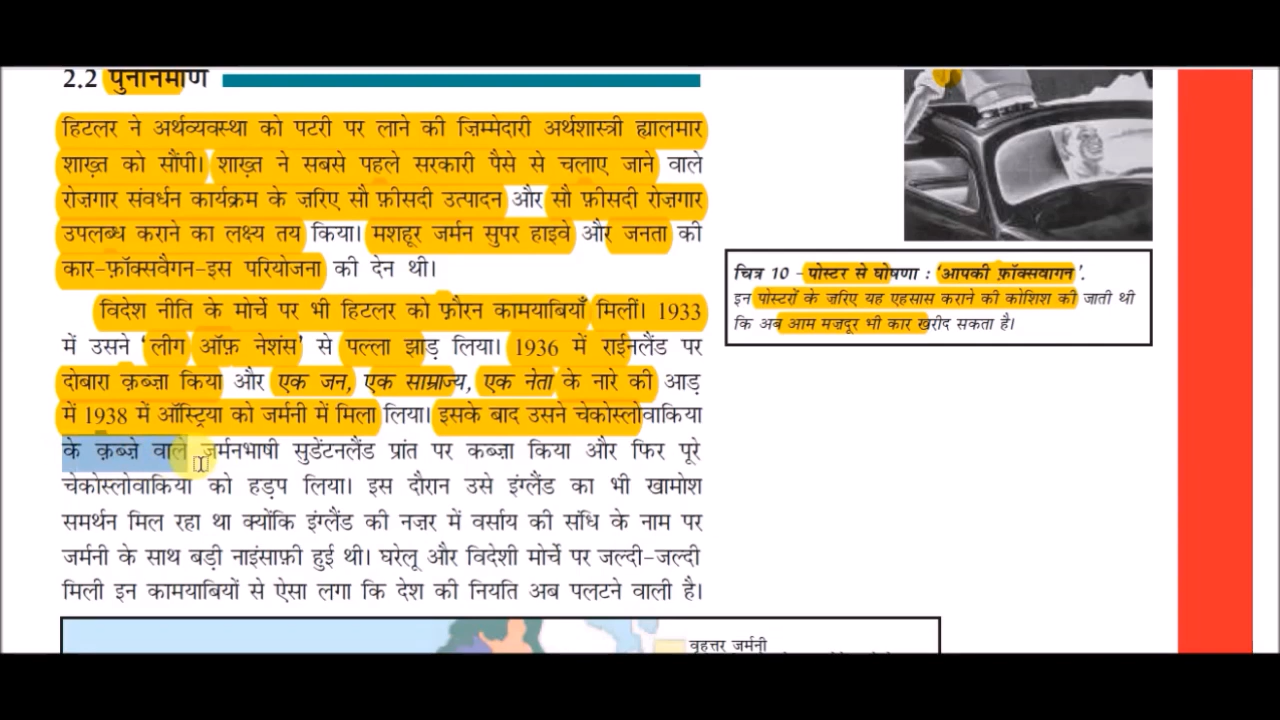 2.2 पुनर्निर्माण
हिटलर ने अर्थव्यवस्था को पटरी पर लाने की ज़िम्मेदारी अर्थशास्त्री ह्यालमार
शाख़्त को सौंपी। शाख़्त ने सबसे पहले सरकारी पैसे से चलाए जाने वाले
रोज़गार संवर्धन कार्यक्रम के ज़रिए सौ फ़ीसदी उत्पादन और सौ फ़ीसदी रोज़गार
उपलब्ध कराने का लक्ष्य तय किया। मशहूर जर्मन सुपर हाइवे और जनता की
कार-फ़ॉक्सवैगन-इस परियोजना की देन थी।
विदेश नीति के मोर्चे पर भी हिटलर को फ़ौरन कामयाबियाँ मिलीं। 1933
में उसने 'लीग ऑफ़ नेशंस' से पल्ला झाड़ लिया। 1936 में राईनलैंड पर
दोबारा क़ब्ज़ा किया और एक जन, एक साम्राज्य, एक नेता के नारे की आड़
में 1938 में ऑस्ट्रिया को जर्मनी में मिला लिया। इसके बाद उसने चेकोस्लोवाकिया
के क़ब्ज़े वाले जर्मनभाषी सुडेंटनलैंड प्रांत पर कब्ज़ा किया और फिर पूरे
चेकोस्लोवाकिया को हड़प लिया। इस दौरान उसे इंग्लैंड का भी खामोश
समर्थन मिल रहा था क्योंकि इंग्लैंड की नज़र में वर्साय की संधि के नाम पर
जर्मनी के साथ बड़ी नाइंसाफ़ी हुई थी। घरेलू और विदेशी मोर्चे पर जल्दी-जल्दी
मिली इन कामयाबियों से ऐसा लगा कि देश की नियति अब पलटने वाली है।
चित्र 10 - पोस्टर से घोषणा : 'आपकी फ़ॉक्सवागन'.
इन पोस्टरों के ज़रिए यह एहसास कराने की कोशिश की जाती थी
कि अब आम मज़दूर भी कार खरीद सकता है।
वृहत्तर जर्मनी